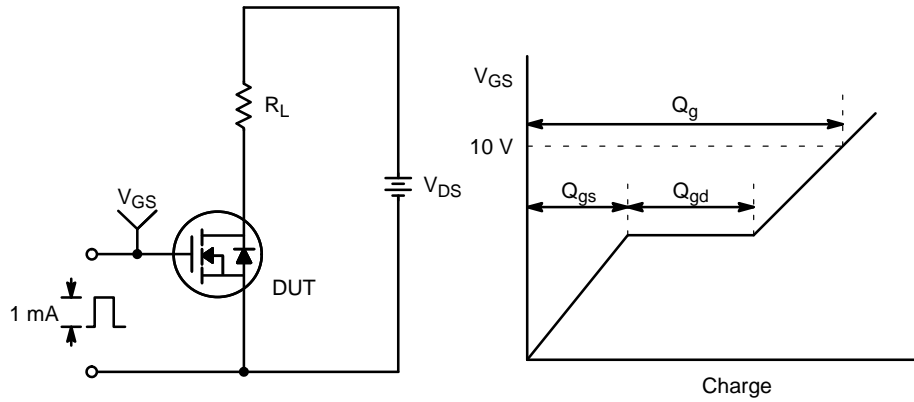 R_L
V_GS
V_DS
DUT
1 mA
V_GS
Q_g
10 V
Q_gs
Q_gd
Charge